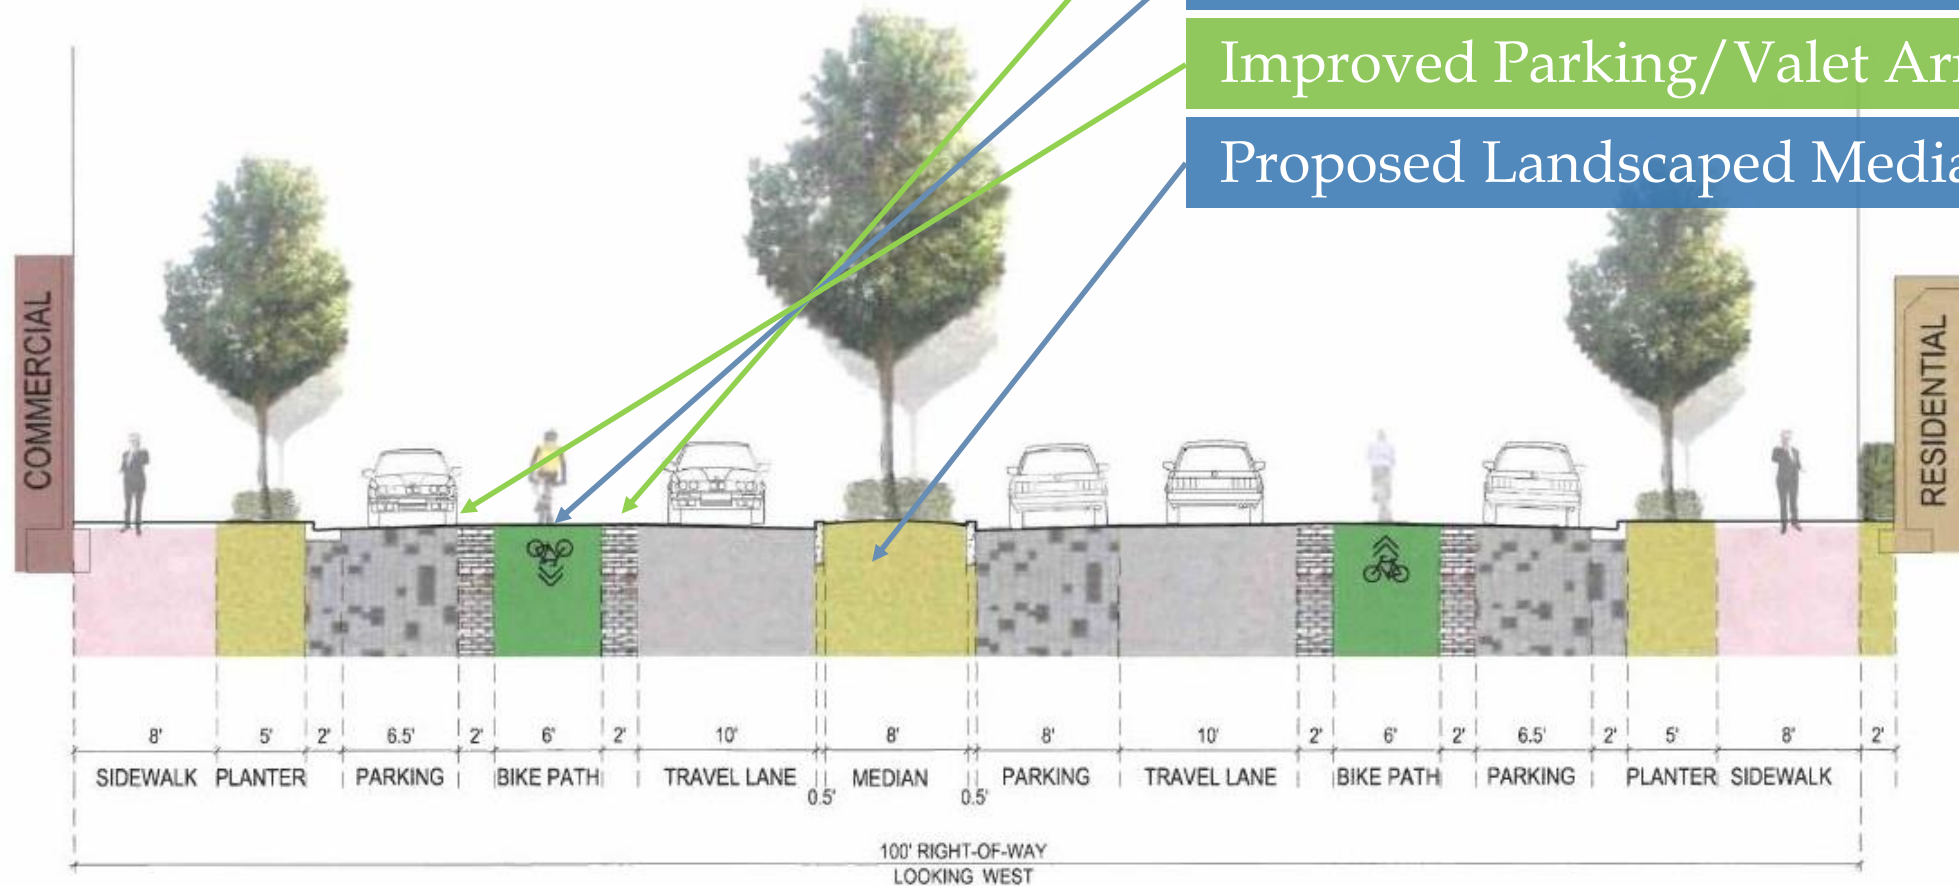 Improved Parking/Valet Arr
Proposed Landscaped Media
COMMERCIAL
RESIDENTIAL
8' 5' 2' 6.5' 2' 6' 2' 10' 8' 8' 10' 2' 6' 2' 6.5' 2' 5' 8' 2'
SIDEWALK PLANTER PARKING BIKE PATH TRAVEL LANE MEDIAN PARKING TRAVEL LANE BIKE PATH PARKING PLANTER SIDEWALK
0.5' 0.5'
100' RIGHT-OF-WAY
LOOKING WEST